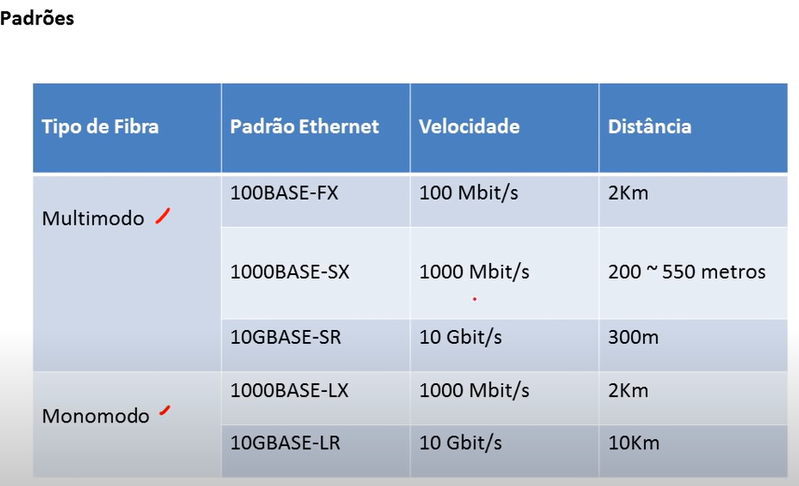 Padrões
Tipo de Fibra Padrão Ethernet Velocidade Distância
Multimodo 100BASE-FX 100 Mbit/s 2Km
1000BASE-SX 1000 Mbit/s 200 ~ 550 metros
10GBASE-SR 10 Gbit/s 300m
Monomodo 1000BASE-LX 1000 Mbit/s 2Km
10GBASE-LR 10 Gbit/s 10Km